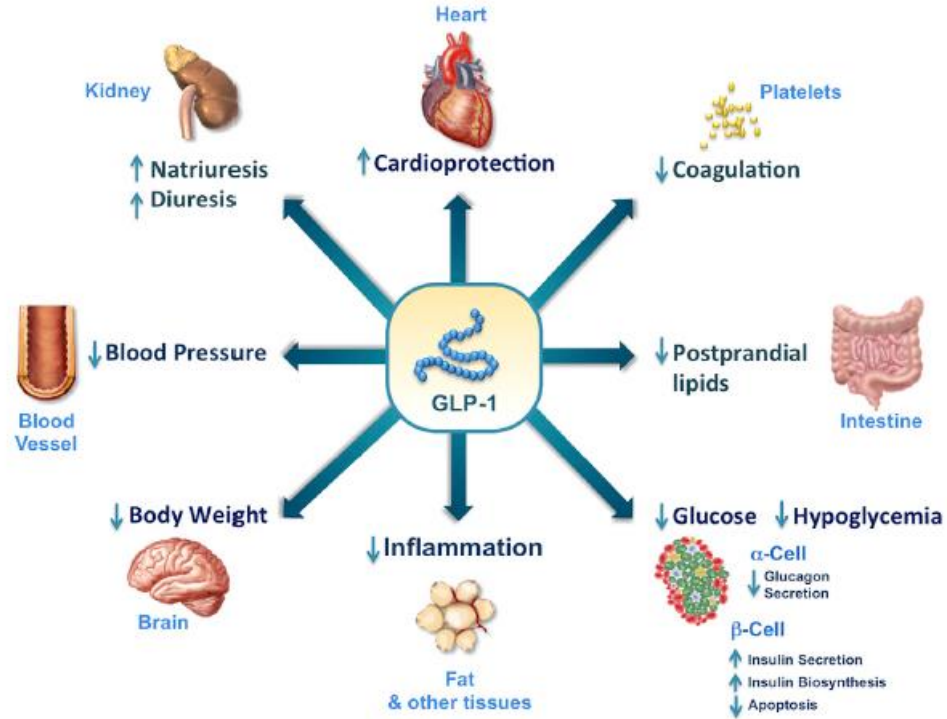 Heart
Kidney
Platelets
↑ Natriuresis
↑ Diuresis
↑ Cardioprotection
↓ Coagulation
↓ Blood Pressure
Blood
Vessel
GLP-1
↓ Postprandial
lipids
Intestine
↓ Body Weight
Brain
↓ Inflammation
Fat
& other tissues
↓ Glucose ↓ Hypoglycemia
α-Cell
↓ Glucagon
Secretion
β-Cell
↑ Insulin Secretion
↑ Insulin Biosynthesis
↓ Apoptosis